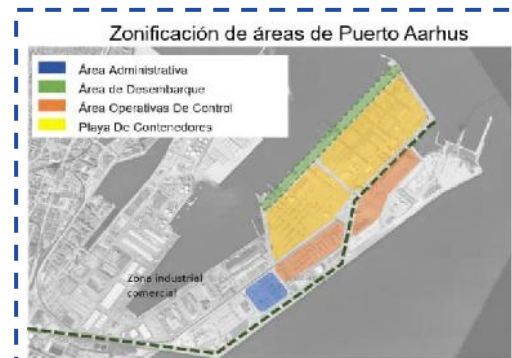 Zonificación de áreas de Puerto Aarhus
Área Administrativa
Área de Desembarque
Área Operativas De Control
Playa De Contenedores
Zona industrial
comercial